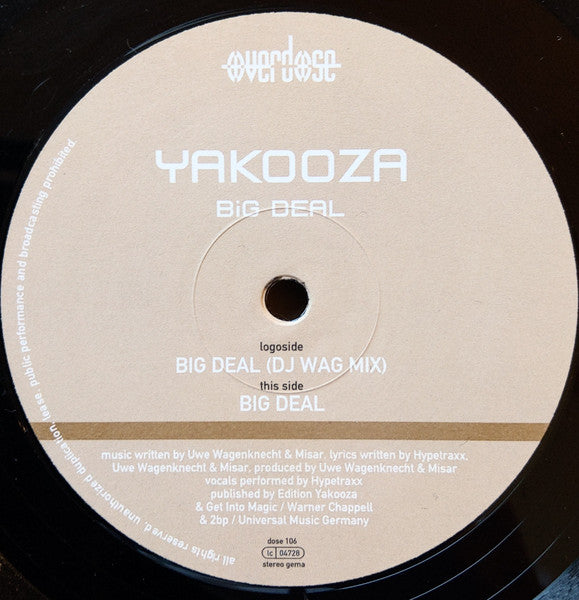 overdose
YAKOOZA
BiG DEAL
logoside
BIG DEAL (DJ WAG MIX)
this side
BIG DEAL
music written by Uwe Wagenknecht & Misar, lyrics written by Hypetraxx,
Uwe Wagenknecht & Misar, produced by Uwe Wagenknecht & Misar
vocals performed by Hypetraxx
published by Edition Yakooza
& Get Into Magic / Warner Chappell
& 2bp / Universal Music Germany
dose 106
lc 04728
stereo gema
all rights reserved. unauthorized duplication, lease, public performance and broadcasting prohibited.